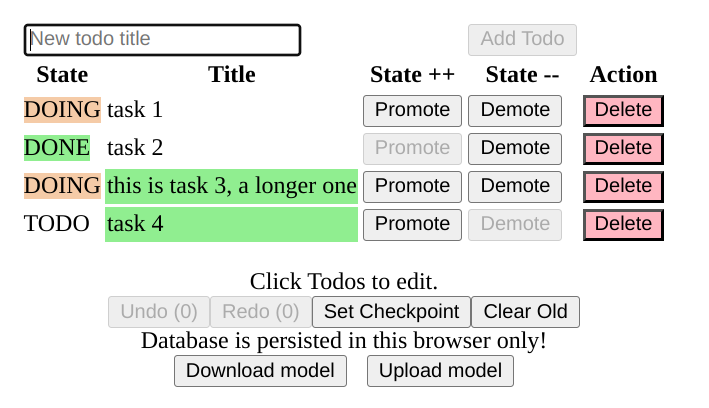 New todo title Add Todo
State Title State ++ State -- Action
DOING task 1 Promote Demote Delete
DONE task 2 Promote Demote Delete
DOING this is task 3, a longer one Promote Demote Delete
TODO task 4 Promote Demote Delete
Click Todos to edit.
Undo (0) Redo (0) Set Checkpoint Clear Old
Database is persisted in this browser only!
Download model Upload model